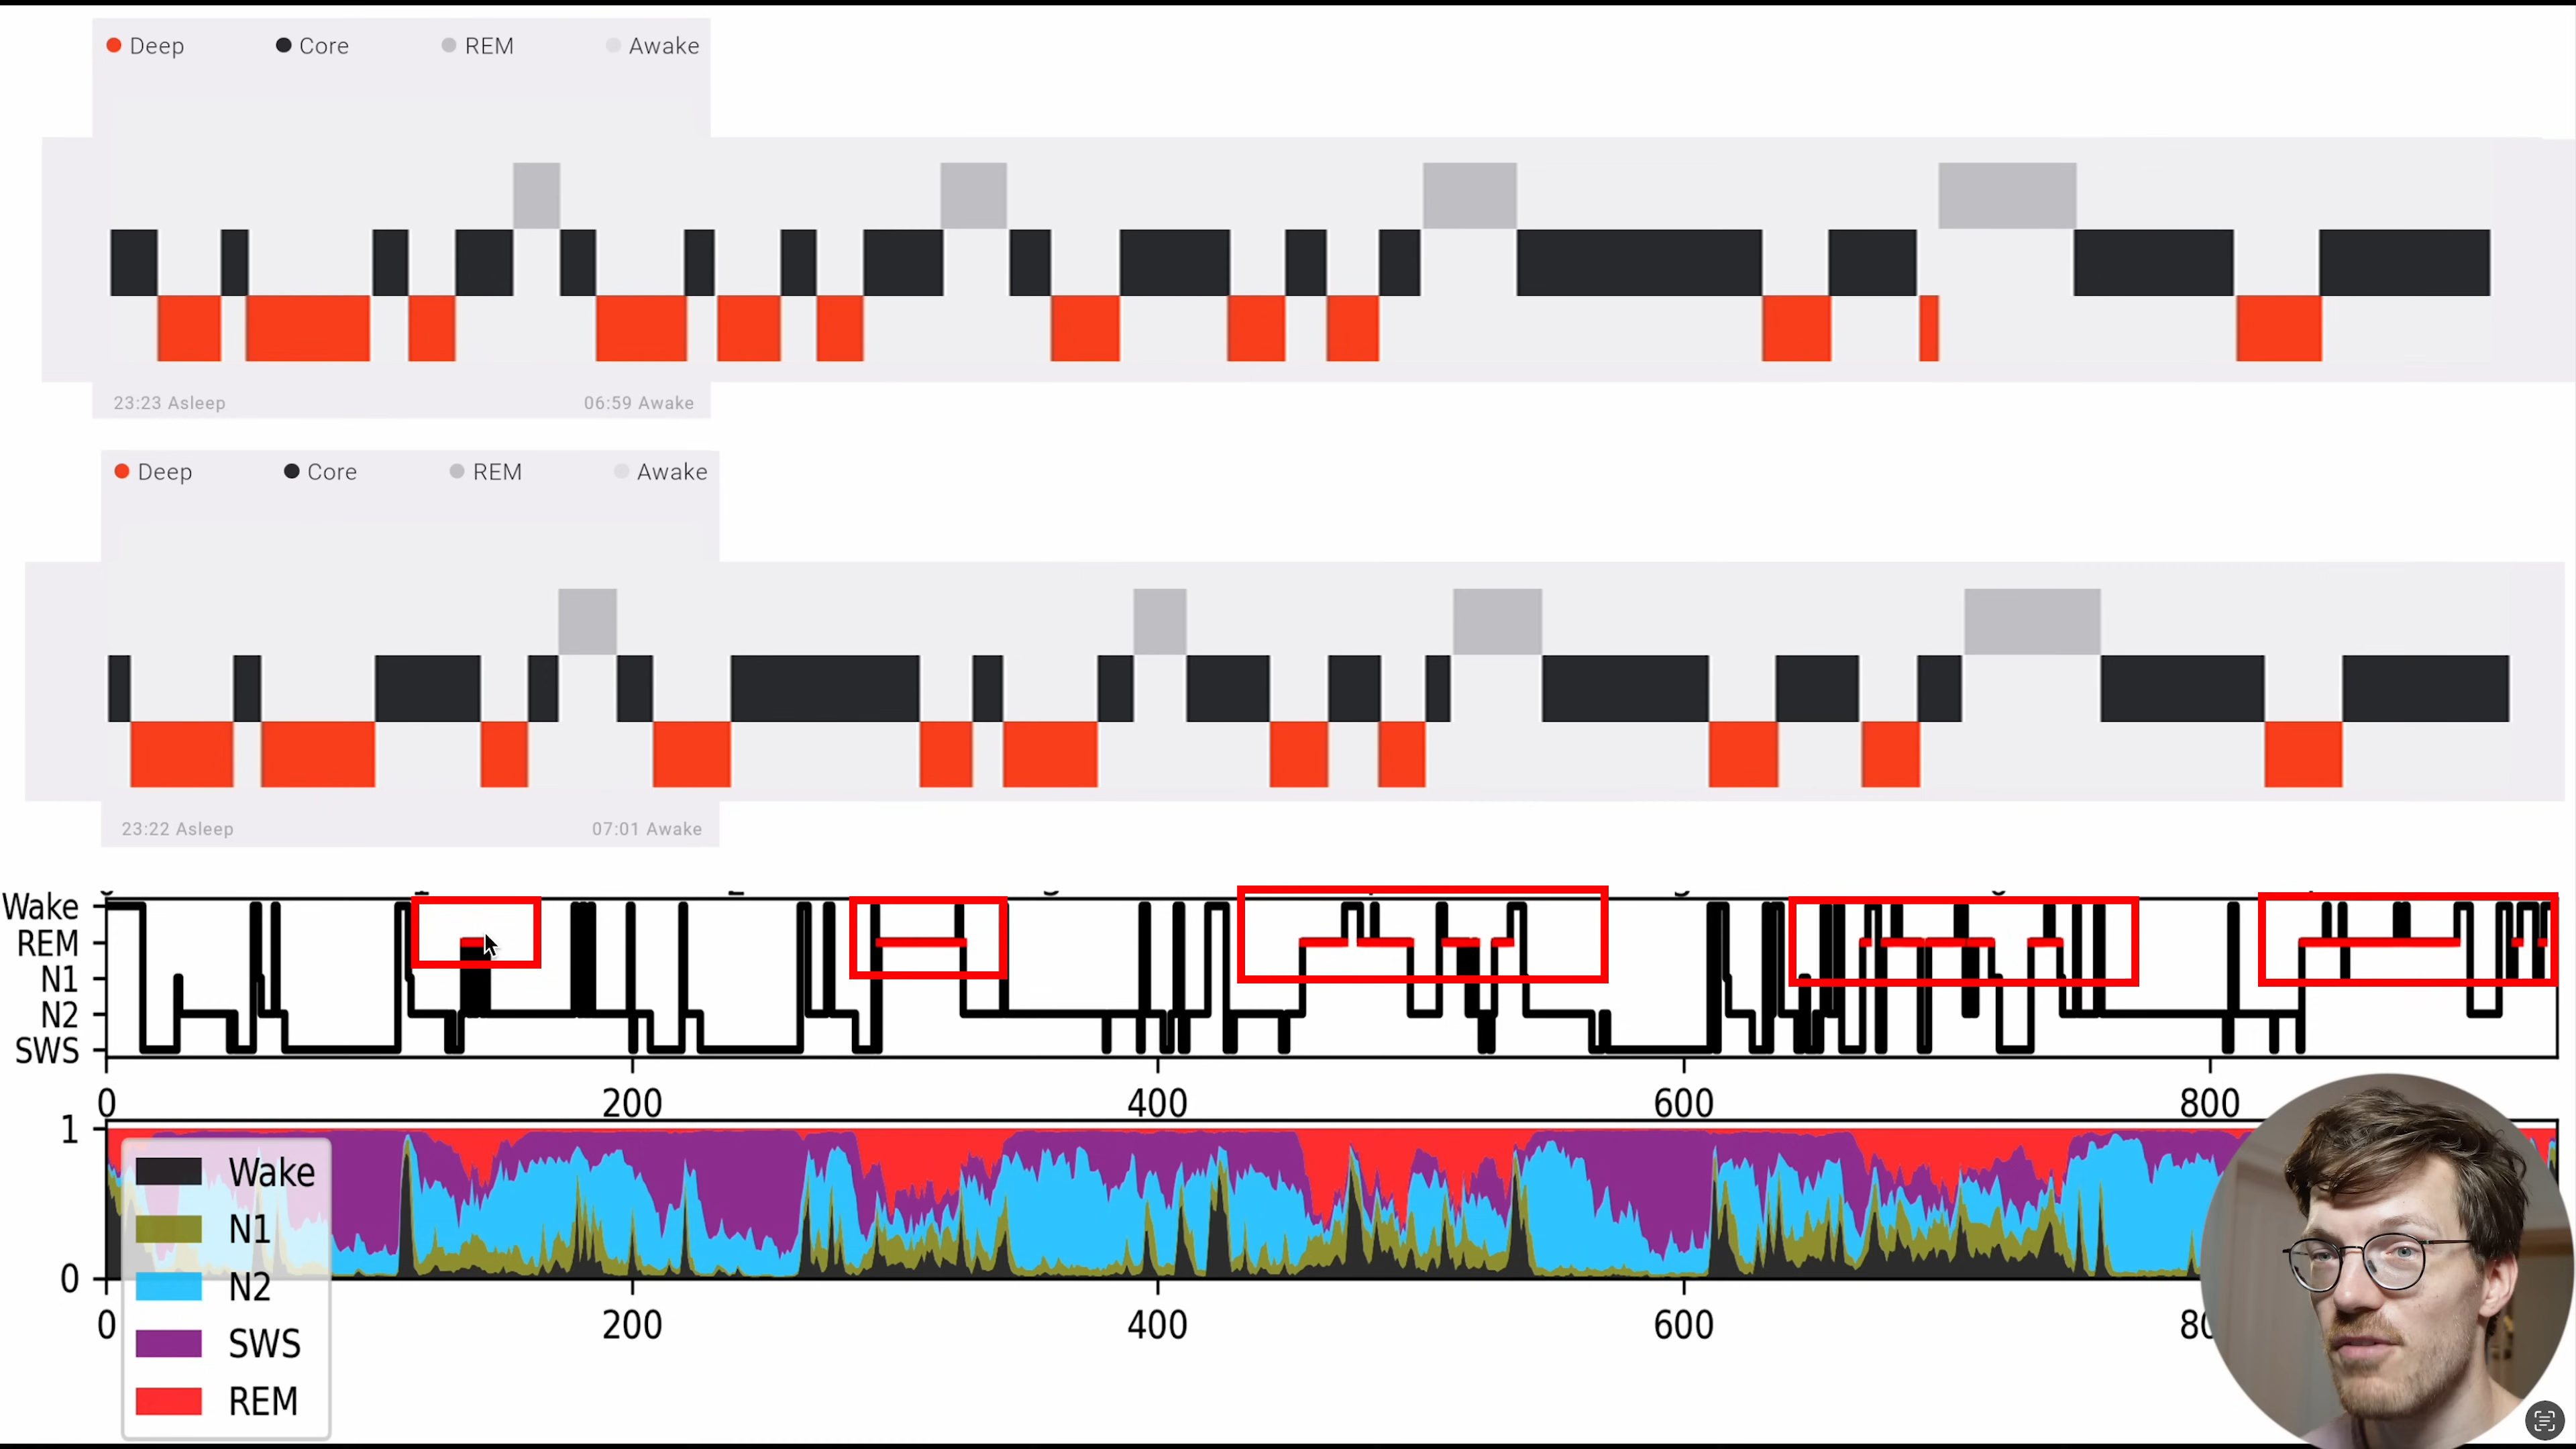 Deep Core REM Awake
23:23 Asleep 06:59 Awake
Deep Core REM Awake
23:22 Asleep 07:01 Awake
Wake
REM
N1
N2
SWS
0 200 400 600 800
1
0
Wake
N1
N2
SWS
REM
0 200 400 600